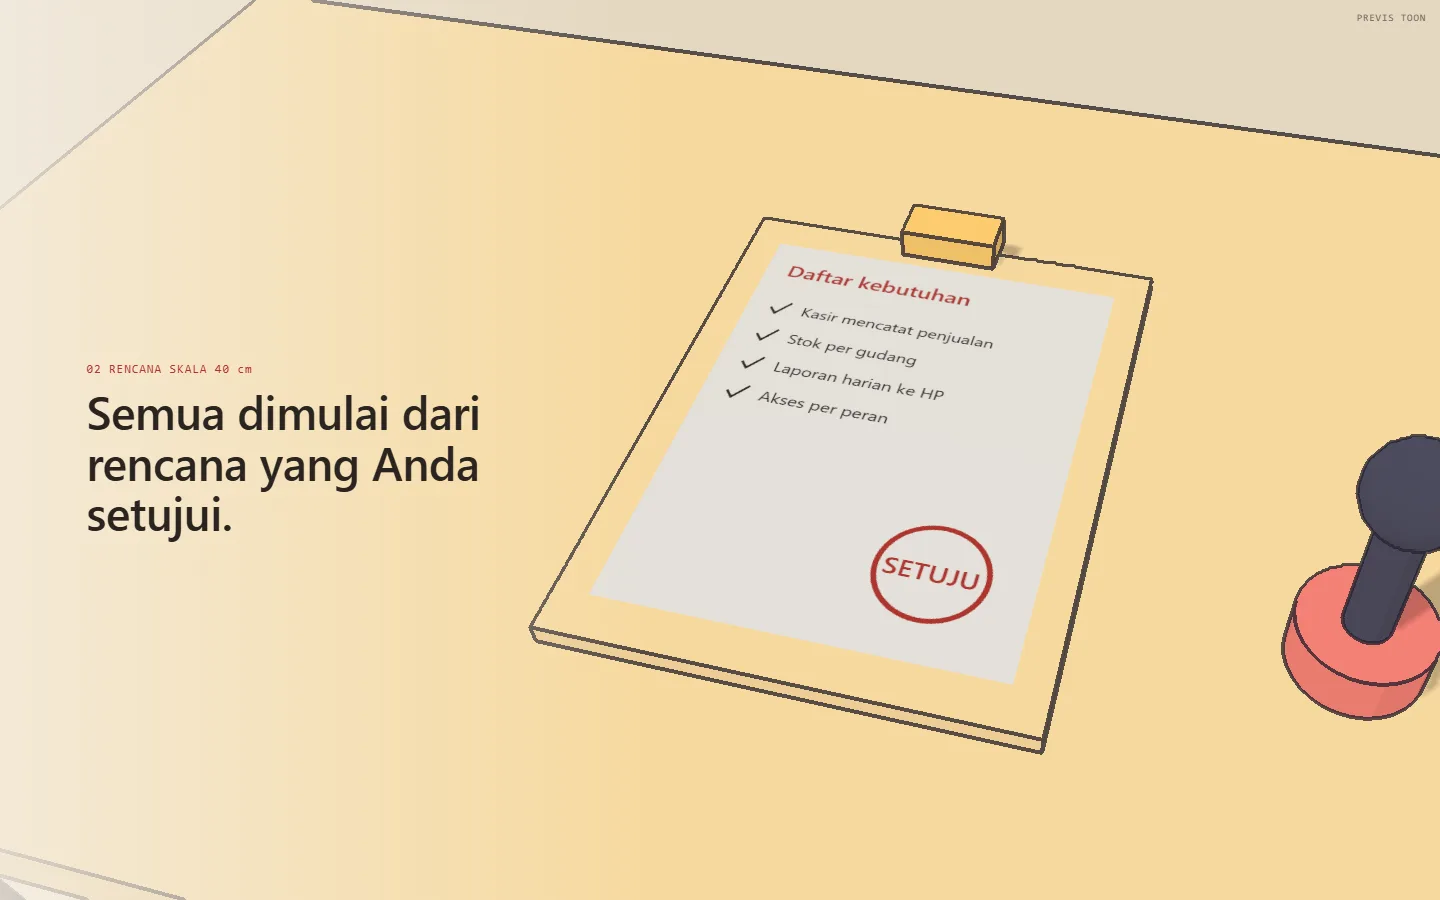 PREVIS TOON
02 RENCANA SKALA 40 cm
Semua dimulai dari
rencana yang Anda
setujui.
Daftar kebutuhan
Kasir mencatat penjualan
Stok per gudang
Laporan harian ke HP
Akses per peran
SETUJU